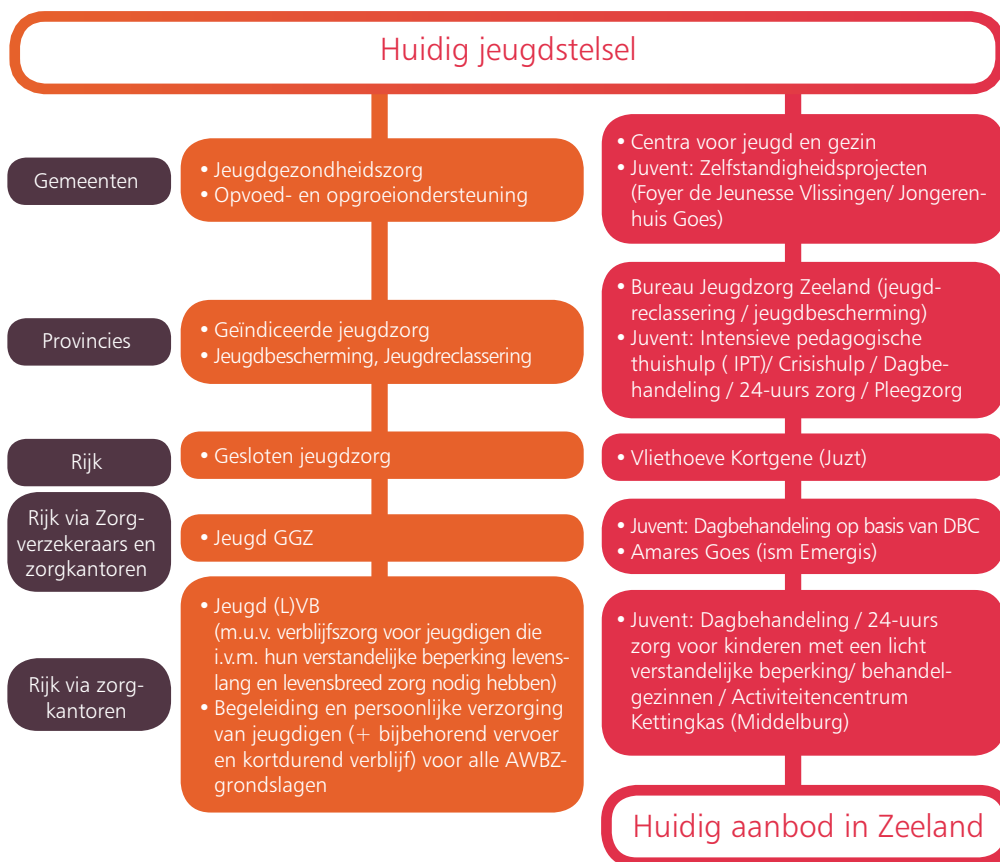 Huidig jeugdstelsel
Gemeenten
• Jeugdgezondheidszorg
• Opvoed- en opgroeiondersteuning
• Centra voor jeugd en gezin
• Juvent: Zelfstandigheidsprojecten
(Foyer de Jeunesse Vlissingen/ Jongeren-
huis Goes)
Provincies
• Geïndiceerde jeugdzorg
• Jeugdbescherming, Jeugdreclassering
• Bureau Jeugdzorg Zeeland (jeugd-
reclassering / jeugdbescherming)
• Juvent: Intensieve pedagogische
thuishulp ( IPT)/ Crisishulp / Dagbe-
handeling / 24-uurs zorg / Pleegzorg
Rijk
• Gesloten jeugdzorg
• Vliethoeve Kortgene (Juzt)
Rijk via Zorg-
verzekeraars en
zorgkantoren
• Jeugd GGZ
• Juvent: Dagbehandeling op basis van DBC
• Amares Goes (ism Emergis)
Rijk via zorg-
kantoren
• Jeugd (L)VB
(m.u.v. verblijfszorg voor jeugdigen die
i.v.m. hun verstandelijke beperking levens-
lang en levensbreed zorg nodig hebben)
• Begeleiding en persoonlijke verzorging
van jeugdigen (+ bijbehorend vervoer
en kortdurend verblijf) voor alle AWBZ-
grondslagen
• Juvent: Dagbehandeling / 24-uurs
zorg voor kinderen met een licht
verstandelijke beperking/ behandel-
gezinnen / Activiteitencentrum
Kettingkas (Middelburg)
Huidig aanbod in Zeeland